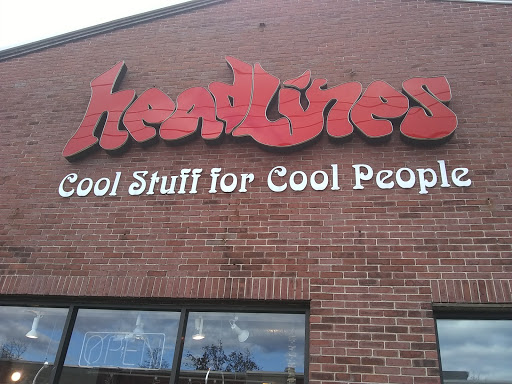 headlines
Cool Stuff for Cool People
OPEN